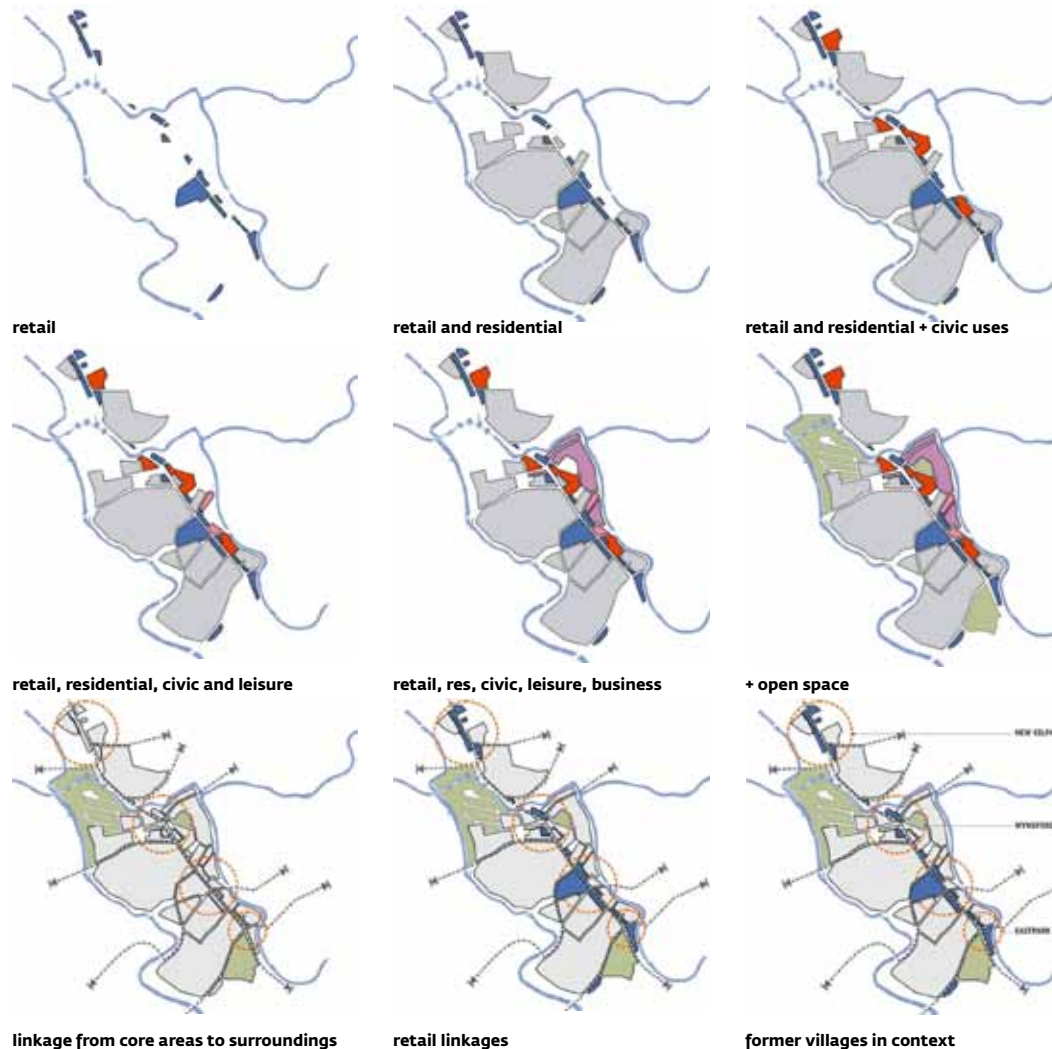 retail
retail and residential
retail and residential + civic uses
retail, residential, civic and leisure
retail, res, civic, leisure, business
+ open space
EASTPARK
linkage from core areas to surroundings
retail linkages
former villages in context